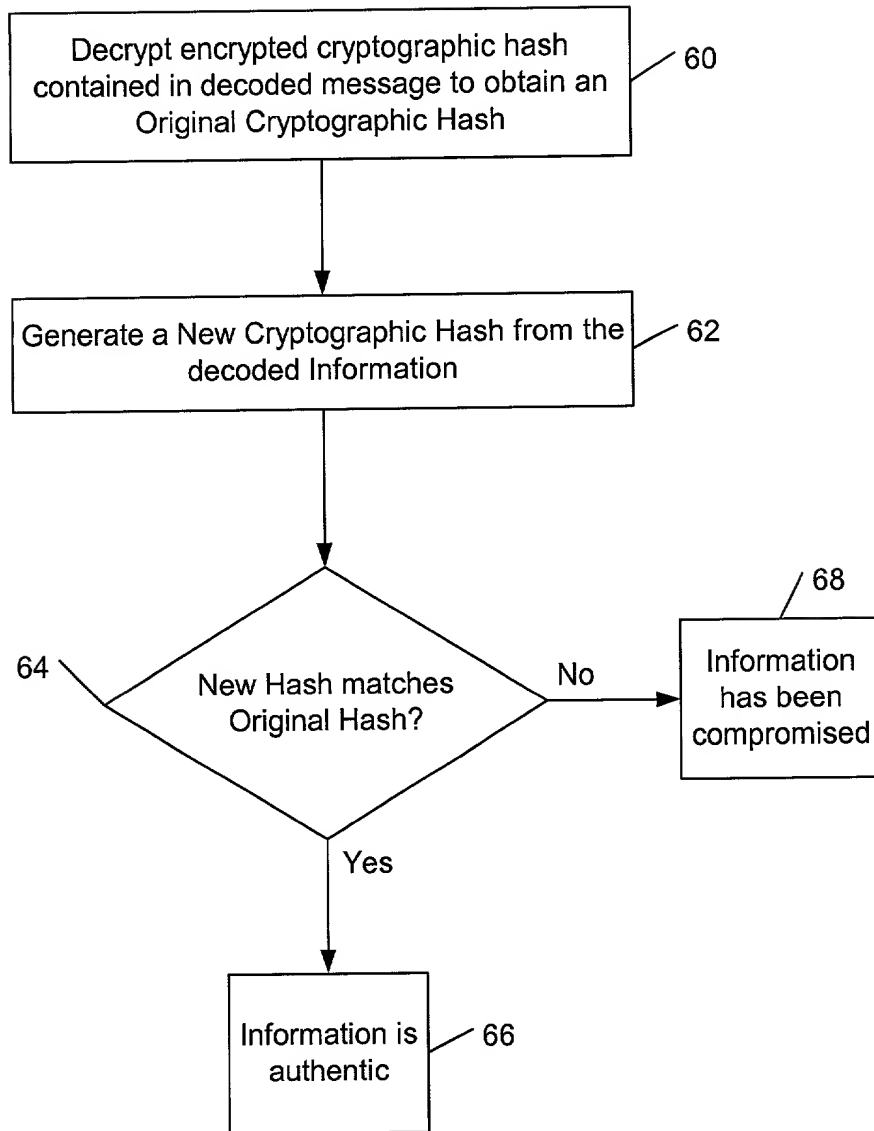 Decrypt encrypted cryptographic hash
contained in decoded message to obtain an
Original Cryptographic Hash
60
Generate a New Cryptographic Hash from the
decoded Information
62
64
New Hash matches
Original Hash?
No
68
Information
has been
compromised
Yes
Information is
authentic
66